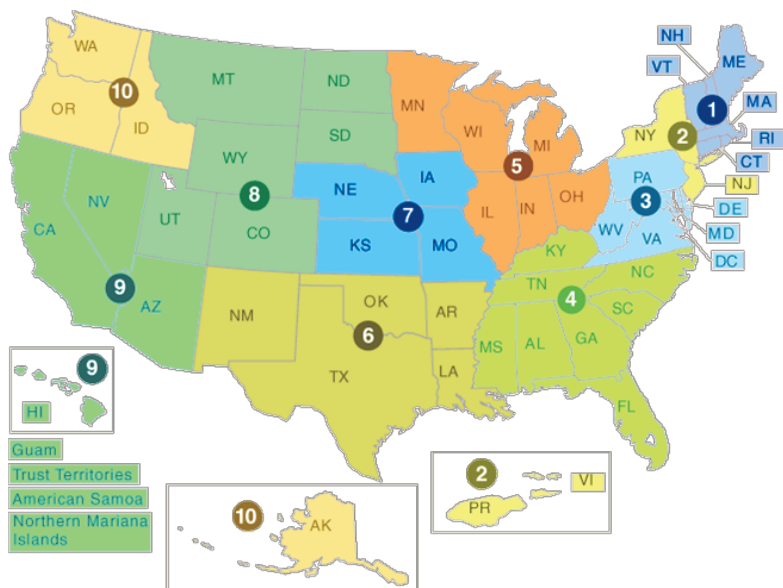 NH
ME
VT
WA
MT
ND
MN
10
1
MA
OR
ID
SD
WI
MI
NY
2
RI
WY
5
CT
NE
IA
PA
NJ
NV
8
3
DE
CA
UT
CO
7
IL
IN
OH
WV
MD
KS
MO
VA
DC
KY
9
AZ
NM
OK
AR
TN
4
NC
SC
6
TX
LA
MS
AL
GA
FL
9
HI
Guam
Trust Territories
American Samoa
Northern Mariana
Islands
10
AK
2
VI
PR